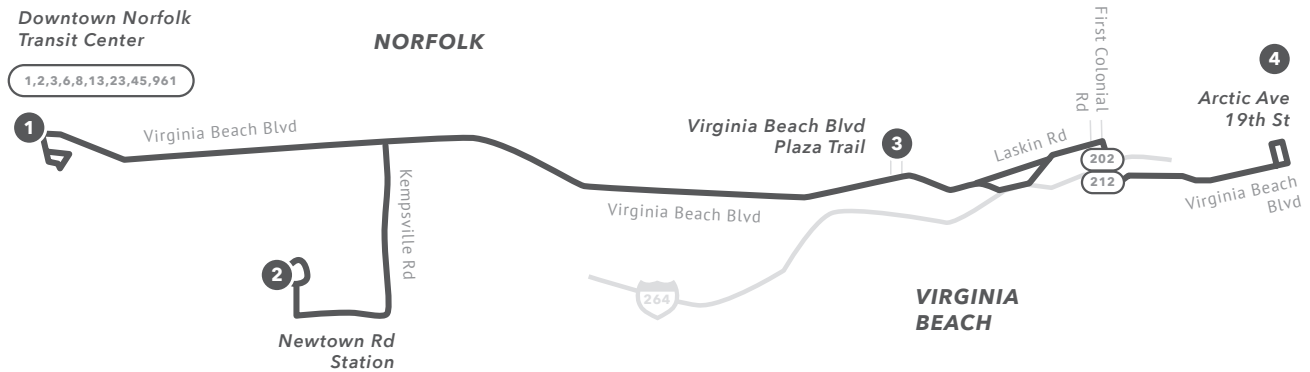 Downtown Norfolk
Transit Center
1,2,3,6,8,13,23,45,961
1
Virginia Beach Blvd
NORFOLK
Kempsville Rd
2
Newtown Rd
Station
Virginia Beach Blvd
264
Virginia Beach Blvd
Plaza Trail
3
Laskin Rd
First Colonial
Rd
202
212
4
Arctic Ave
19th St
Virginia Beach
Blvd
VIRGINIA
BEACH